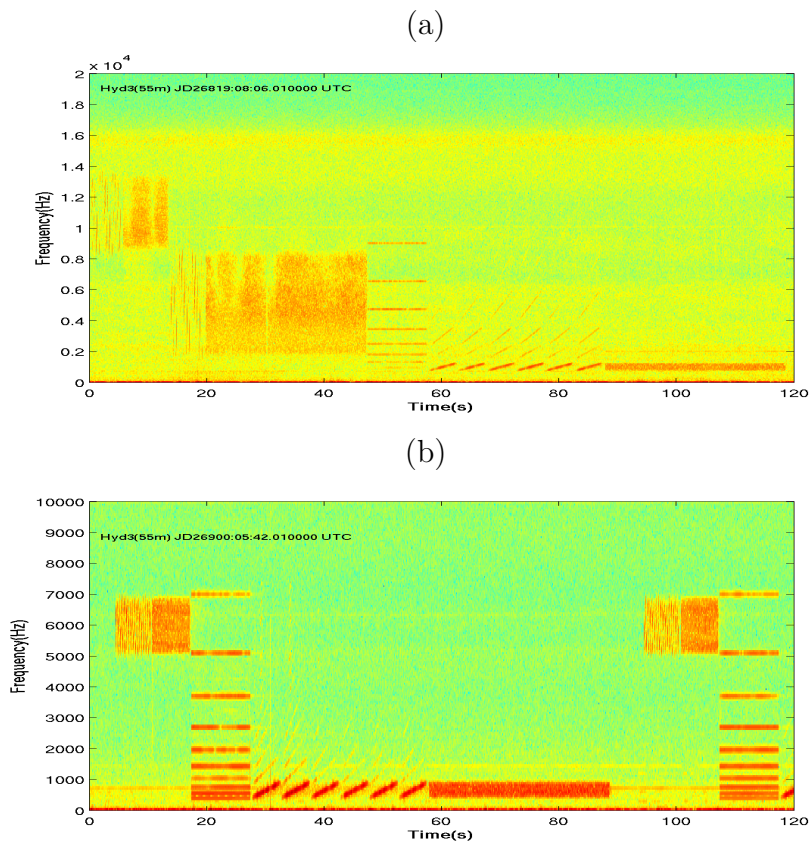 (a)
× 10⁴
Hyd3(55m) JD26819:08:06.010000 UTC
2
1.8
1.6
1.4
1.2
1
0.8
0.6
0.4
0.2
0
Frequency(Hz)
0 20 40 60 80 100 120
Time(s)
(b)
Hyd3(55m) JD26900:05:42.010000 UTC
10000
9000
8000
7000
6000
5000
4000
3000
2000
1000
0
Frequency(Hz)
0 20 40 60 80 100 120
Time(s)